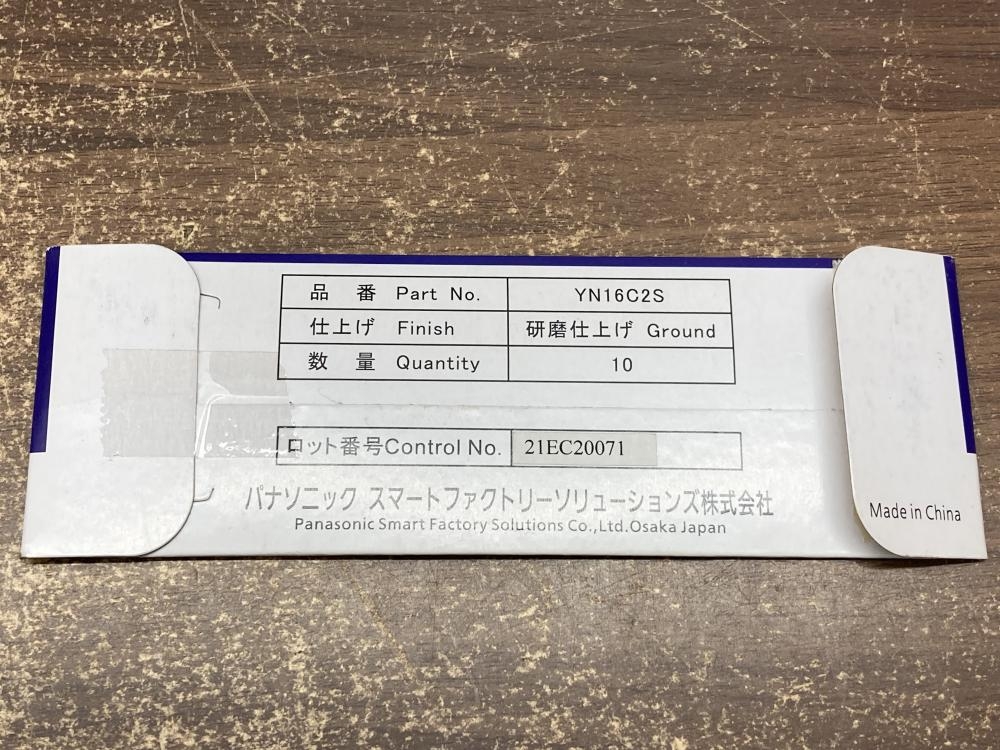 品 番 Part No. YN16C2S
仕上げ Finish 研磨仕上げ Ground
数 量 Quantity 10
ロット番号Control No. 21EC20071
パナソニック スマートファクトリーソリューションズ株式会社
Panasonic Smart Factory Solutions Co.,Ltd.Osaka Japan
Made in China